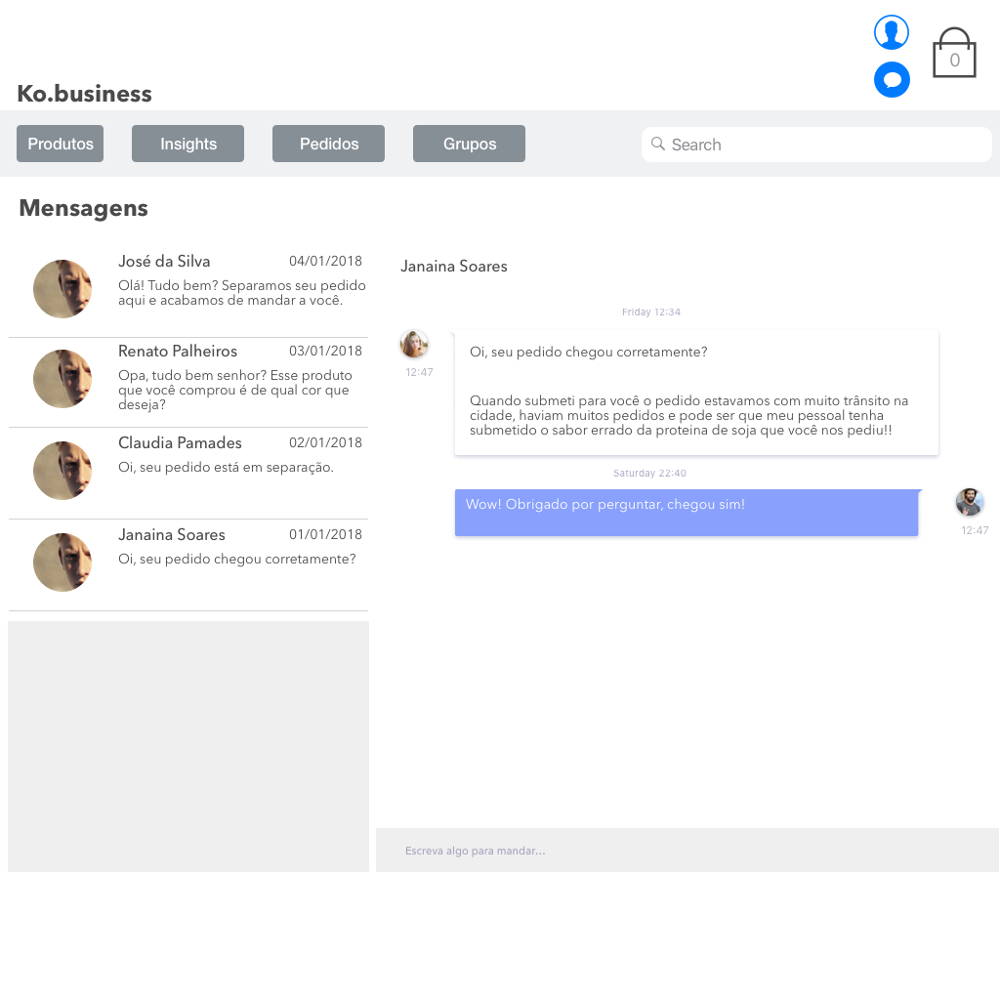 0
Ko.business
Produtos
Insights
Pedidos
Grupos
Search
Mensagens
José da Silva
04/01/2018
Olá! Tudo bem? Separamos seu pedido
aqui e acabamos de mandar a você.
Renato Palheiros
03/01/2018
Opa, tudo bem senhor? Esse produto
que você comprou é de qual cor que
deseja?
Claudia Pamades
02/01/2018
Oi, seu pedido está em separação.
Janaina Soares
01/01/2018
Oi, seu pedido chegou corretamente?
Janaina Soares
Friday 12:34
12:47
Oi, seu pedido chegou corretamente?
Quando submeti para você o pedido estavamos com muito trânsito na
cidade, haviam muitos pedidos e pode ser que meu pessoal tenha
submetido o sabor errado da proteina de soja que você nos pediu!!
Saturday 22:40
Wow! Obrigado por perguntar, chegou sim!
12:47
Escreva algo para mandar...